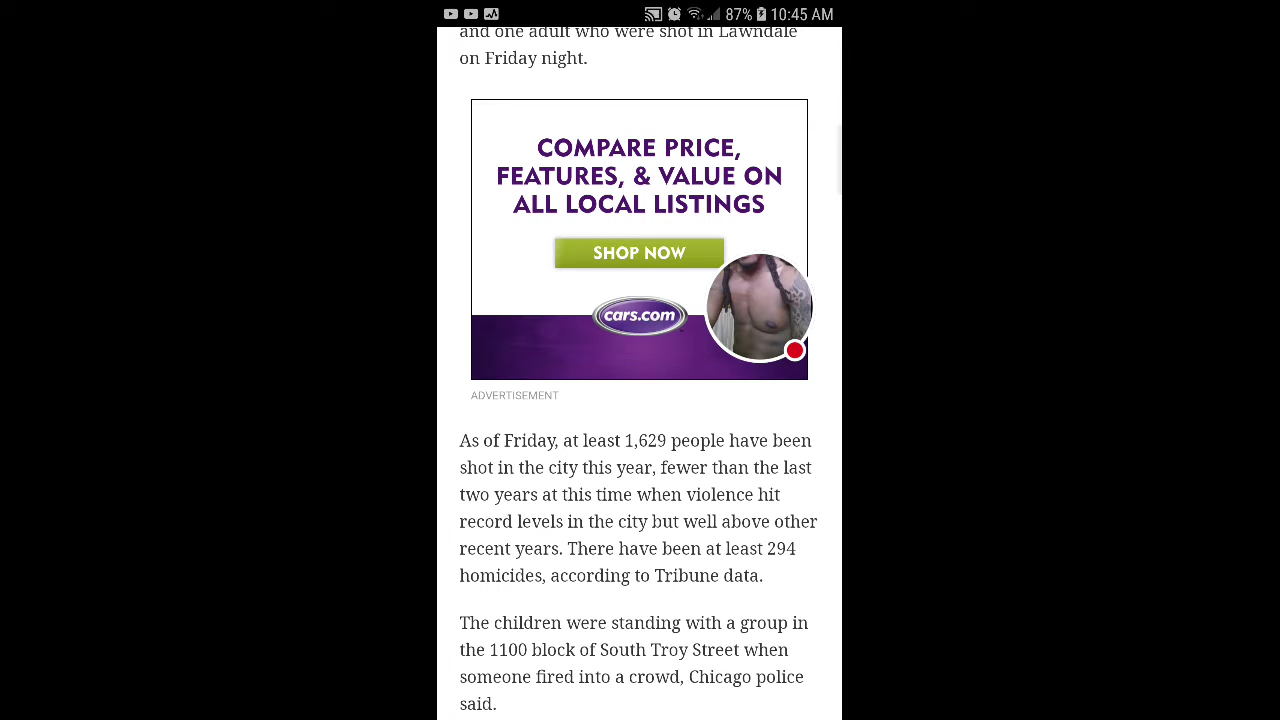 87% 10:45 AM
and one adult who were shot in Lawndale
on Friday night.
COMPARE PRICE,
FEATURES, & VALUE ON
ALL LOCAL LISTINGS
SHOP NOW
cars.com
ADVERTISEMENT
As of Friday, at least 1,629 people have been
shot in the city this year, fewer than the last
two years at this time when violence hit
record levels in the city but well above other
recent years. There have been at least 294
homicides, according to Tribune data.
The children were standing with a group in
the 1100 block of South Troy Street when
someone fired into a crowd, Chicago police
said.